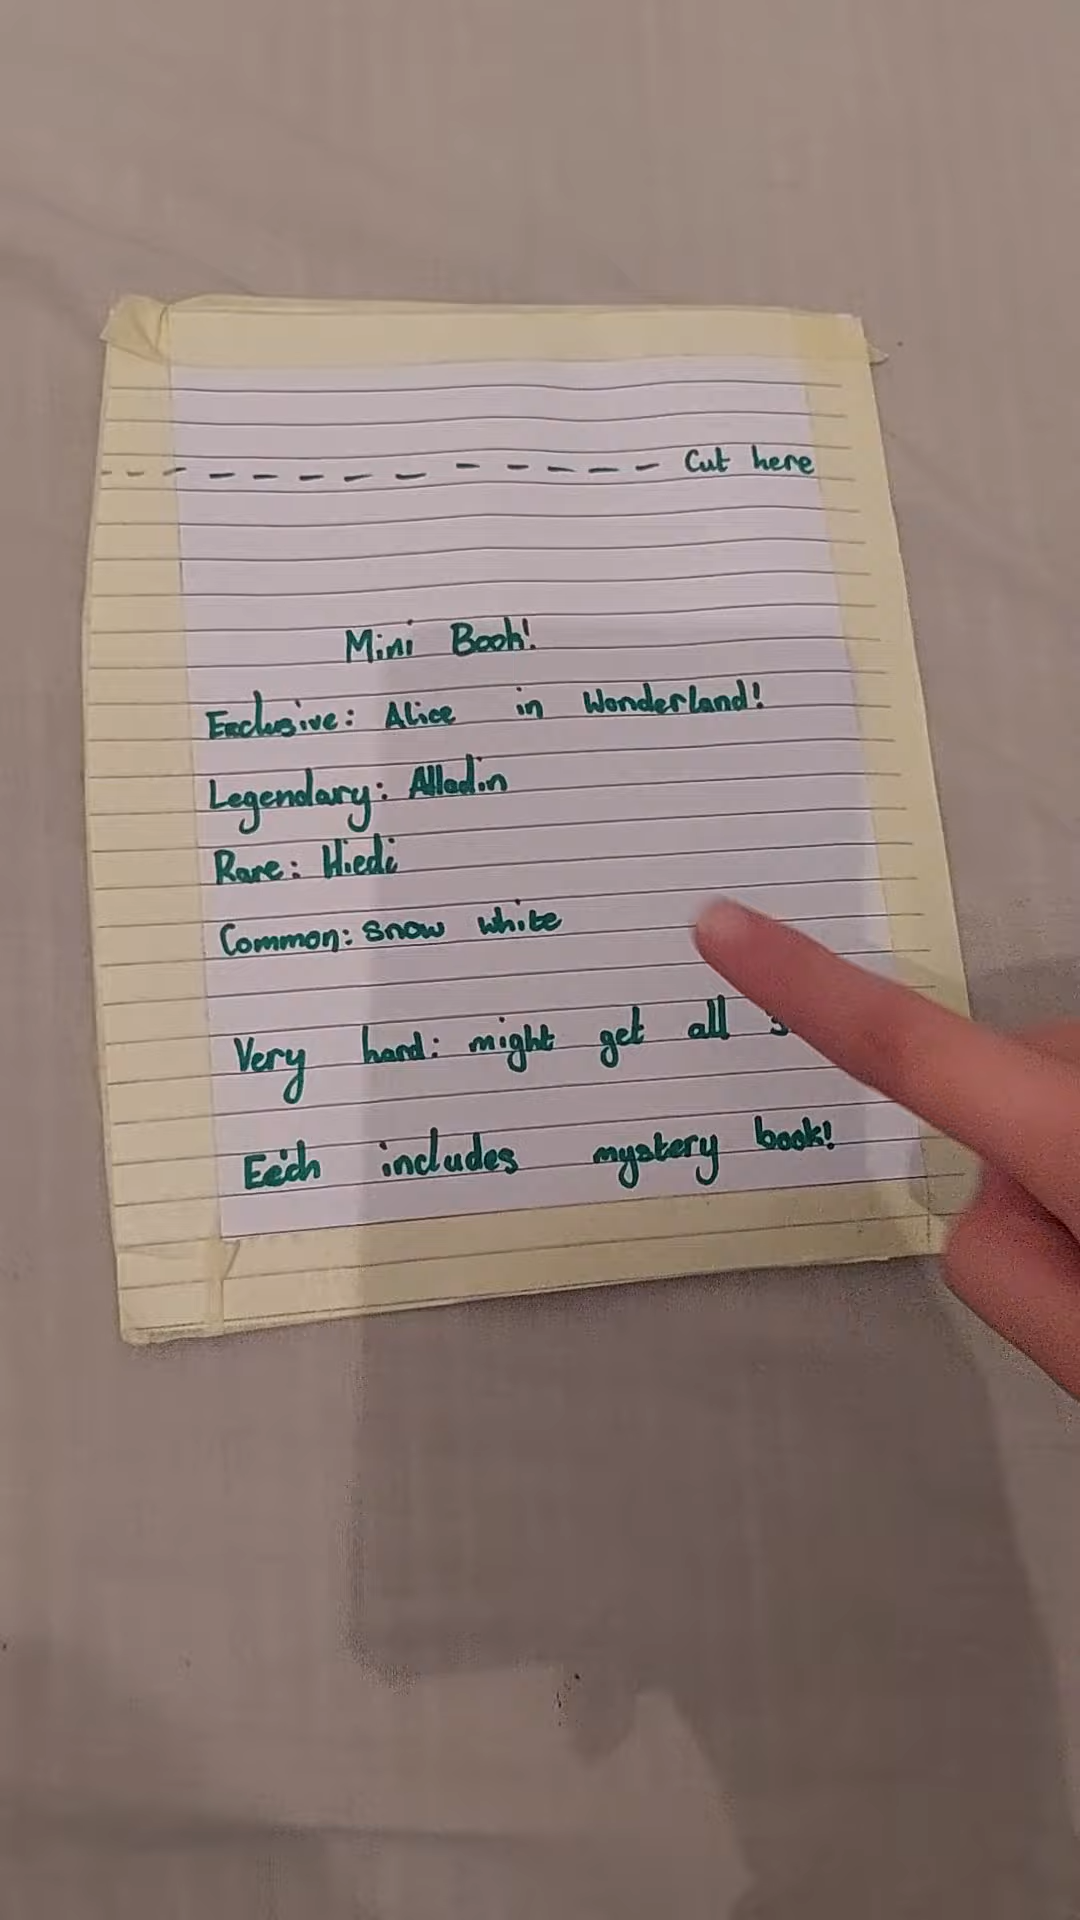 Cut here
Mini Book!
Exclusive: Alice in Wonderland!
Legendary: Alladin
Rare: Hiedi
Common: snow white
Very hard: might get all
Each includes mystery book!